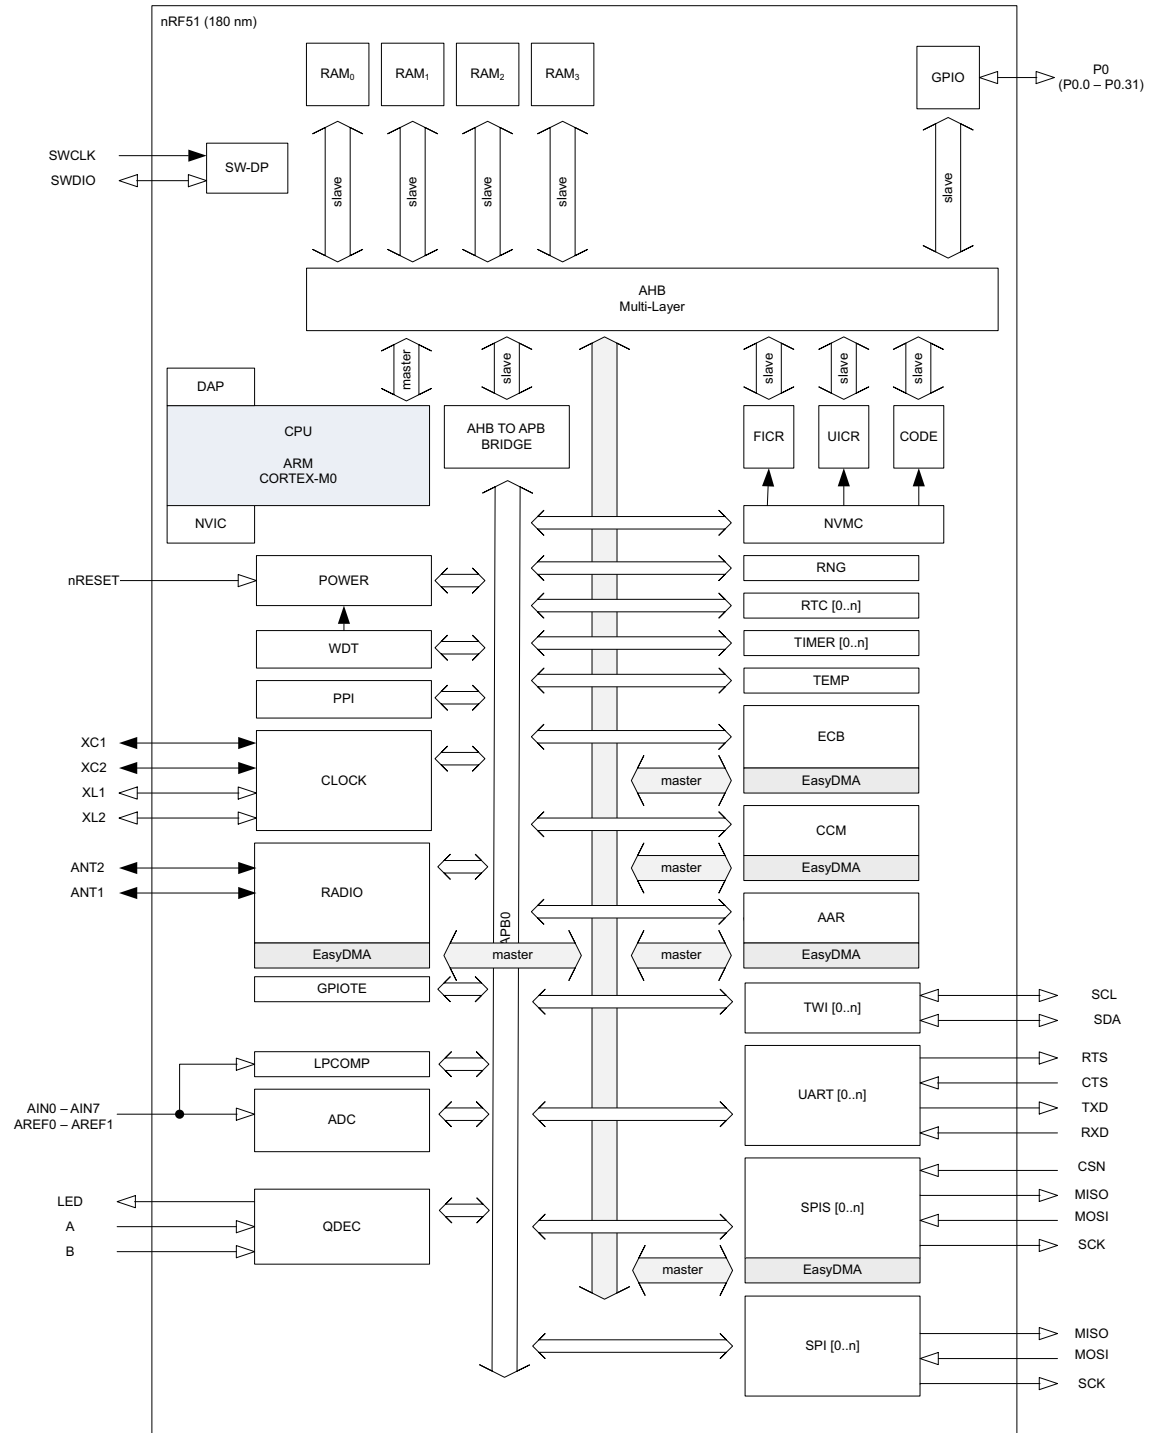 nRF51 (180 nm)
RAM0
RAM1
RAM2
RAM3
GPIO
P0
(P0.0 – P0.31)
SWCLK
SWDIO
SW-DP
slave
slave
slave
slave
slave
AHB
Multi-Layer
master
slave
slave
slave
slave
DAP
CPU
ARM
CORTEX-M0
NVIC
AHB TO APB
BRIDGE
FICR
UICR
CODE
NVMC
nRESET
POWER
RNG
RTC [0..n]
WDT
TIMER [0..n]
TEMP
PPI
XC1
XC2
XL1
XL2
CLOCK
ECB
master
EasyDMA
CCM
master
EasyDMA
ANT2
ANT1
RADIO
EasyDMA
APB0
master
AAR
master
EasyDMA
GPIOTE
TWI [0..n]
SCL
SDA
LPCOMP
AIN0 – AIN7
AREF0 – AREF1
ADC
UART [0..n]
RTS
CTS
TXD
RXD
LED
A
B
QDEC
SPIS [0..n]
CSN
MISO
MOSI
SCK
master
EasyDMA
SPI [0..n]
MISO
MOSI
SCK